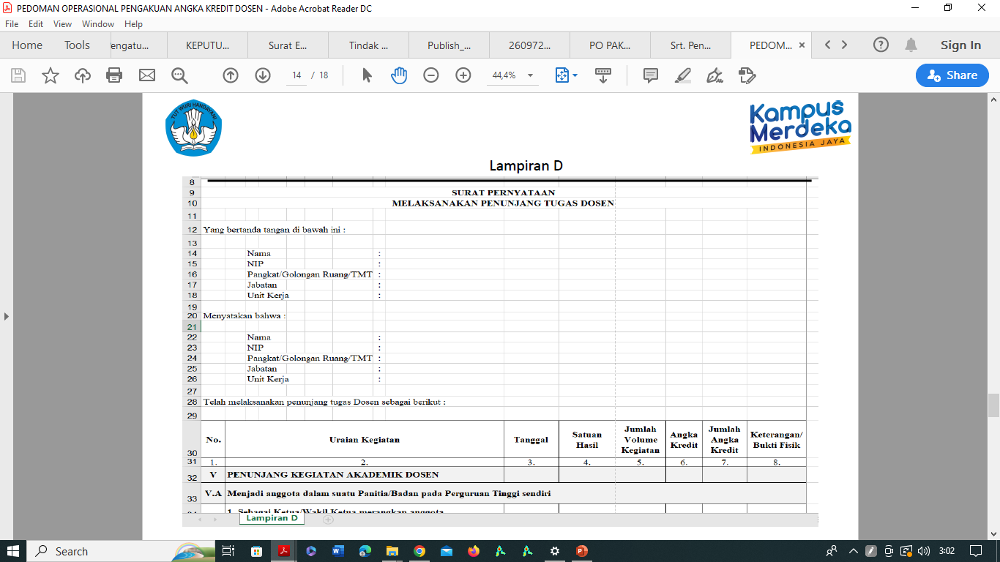 PEDOMAN OPERASIONAL PENGAKUAN ANGKA KREDIT DOSEN - Adobe Acrobat Reader DC
File Edit View Window Help
Home Tools engatu... KEPUTU... Surat E... Tindak ... Publish_... 260972... PO PAK... Srt. Pen... PEDOM... × Sign In
14 / 18 44,4% Share
TUT WURI HANDAYANI
Kampus
Merdeka
INDONESIA JAYA
Lampiran D
8
9 SURAT PERNYATAAN
10 MELAKSANAKAN PENUNJANG TUGAS DOSEN
11
12 Yang bertanda tangan di bawah ini :
13
14 Nama :
15 NIP :
16 Pangkat/Golongan Ruang/TMT :
17 Jabatan :
18 Unit Kerja :
19
20 Menyatakan bahwa :
21
22 Nama :
23 NIP :
24 Pangkat/Golongan Ruang/TMT :
25 Jabatan :
26 Unit Kerja :
27
28 Telah melaksanakan penunjang tugas Dosen sebagai berikut :
29
30 No. Uraian Kegiatan Tanggal Satuan Hasil Jumlah Volume Kegiatan Angka Kredit Jumlah Angka Kredit Keterangan/ Bukti Fisik
31 1. 2. 3. 4. 5. 6. 7. 8.
32 V PENUNJANG KEGIATAN AKADEMIK DOSEN
33 V.A Menjadi anggota dalam suatu Panitia/Badan pada Perguruan Tinggi sendiri
1. Sebagai Ketua/Wakil Ketua merangkap anggota
Lampiran D
Search 3:02